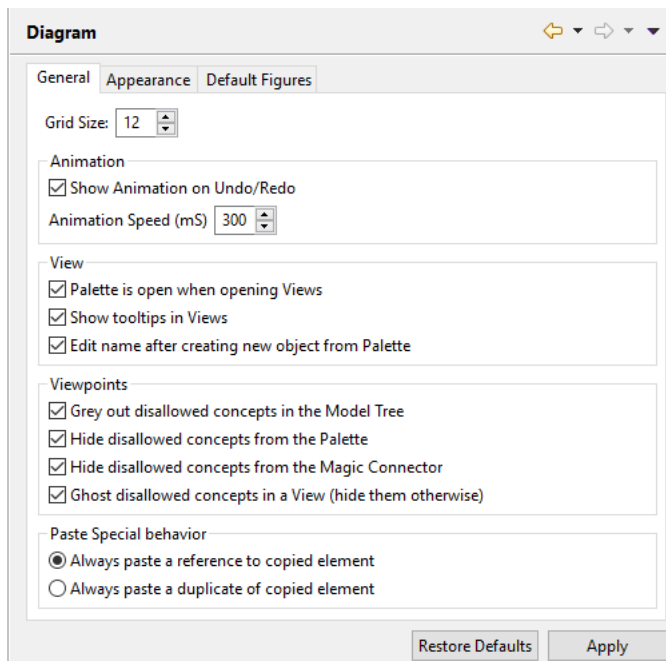 Diagram
General Appearance Default Figures
Grid Size: 12
Animation
Show Animation on Undo/Redo
Animation Speed (mS) 300
View
Palette is open when opening Views
Show tooltips in Views
Edit name after creating new object from Palette
Viewpoints
Grey out disallowed concepts in the Model Tree
Hide disallowed concepts from the Palette
Hide disallowed concepts from the Magic Connector
Ghost disallowed concepts in a View (hide them otherwise)
Paste Special behavior
Always paste a reference to copied element
Always paste a duplicate of copied element
Restore Defaults Apply